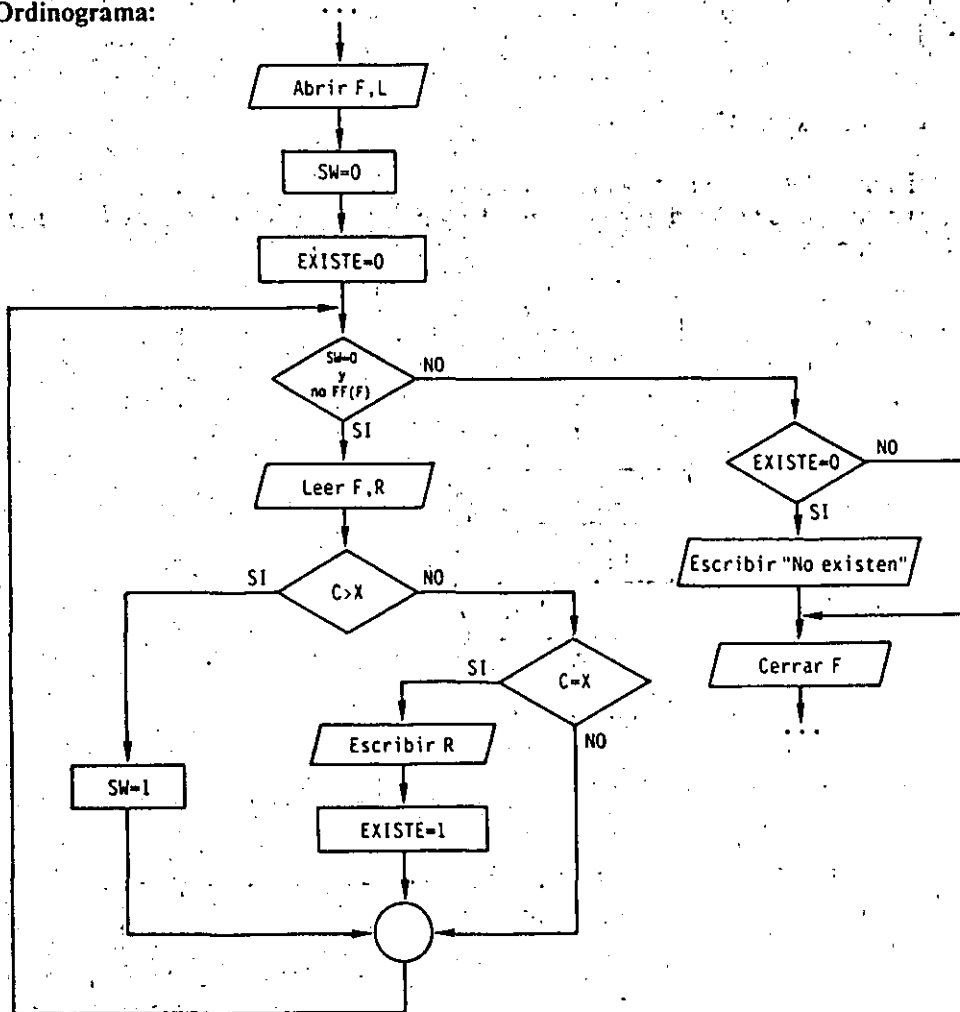 Ordinograma:
...
Abrir F,L
SW=0
EXISTE=0
SW=0
y
no FF(F)
NO
SI
Leer F,R
EXISTE=0
NO
SI
Escribir "No existen"
Cerrar F
...
C>X
SI
NO
C=X
SI
NO
Escribir R
SW=1
EXISTE=1